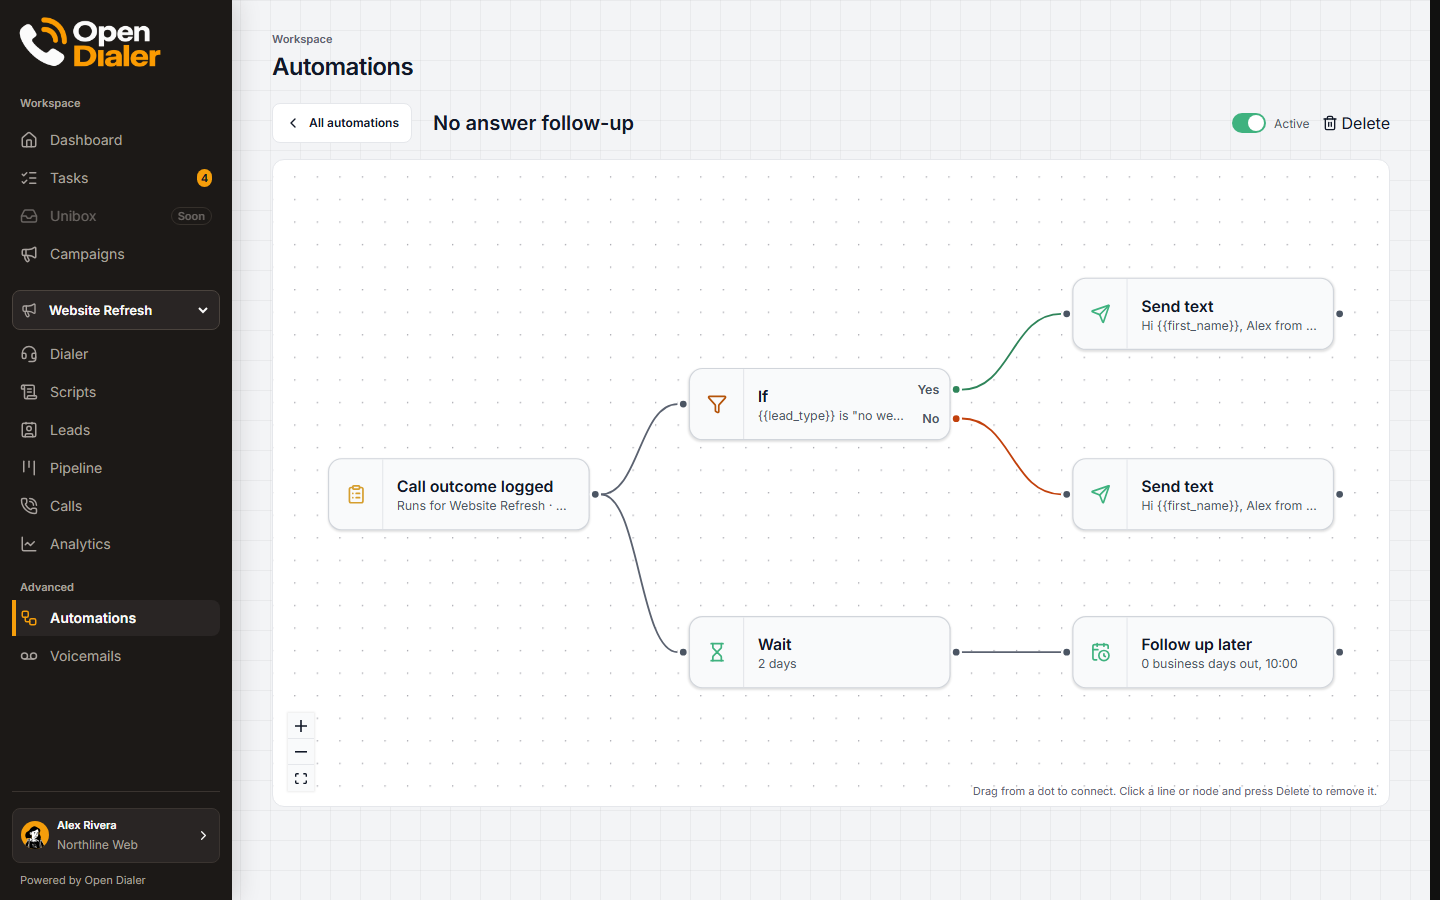 Open
Dialer
Workspace
Dashboard
Tasks
4
Unibox
Soon
Campaigns
Website Refresh
Dialer
Scripts
Leads
Pipeline
Calls
Analytics
Advanced
Automations
Voicemails
Alex Rivera
Northline Web
Powered by Open Dialer
Workspace
Automations
All automations
No answer follow-up
Active
Delete
Send text
Hi {{first_name}}, Alex from ...
If
{{lead_type}} is "no we...
Yes
No
Call outcome logged
Runs for Website Refresh · ...
Send text
Hi {{first_name}}, Alex from ...
Wait
2 days
Follow up later
0 business days out, 10:00
Drag from a dot to connect. Click a line or node and press Delete to remove it.